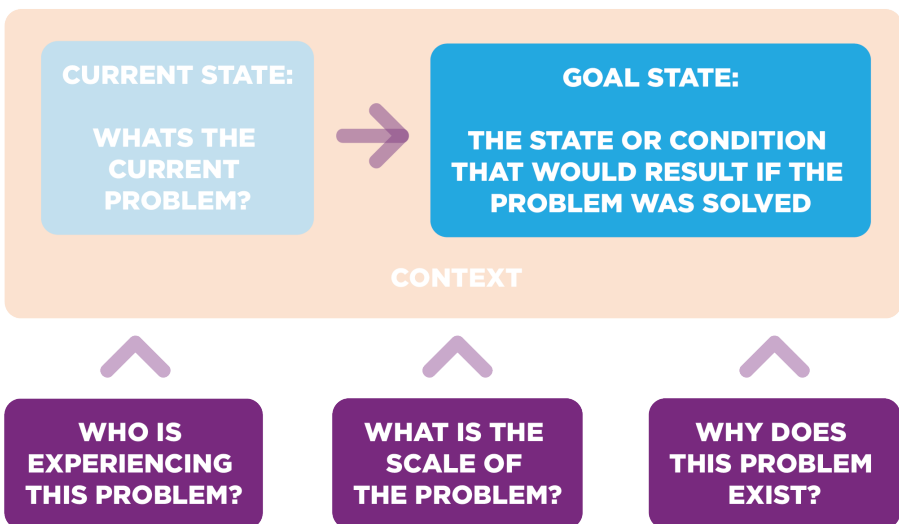 CURRENT STATE:
WHATS THE
CURRENT
PROBLEM?
GOAL STATE:
THE STATE OR CONDITION
THAT WOULD RESULT IF THE
PROBLEM WAS SOLVED
CONTEXT
WHO IS
EXPERIENCING
THIS PROBLEM?
WHAT IS THE
SCALE OF
THE PROBLEM?
WHY DOES
THIS PROBLEM
EXIST?